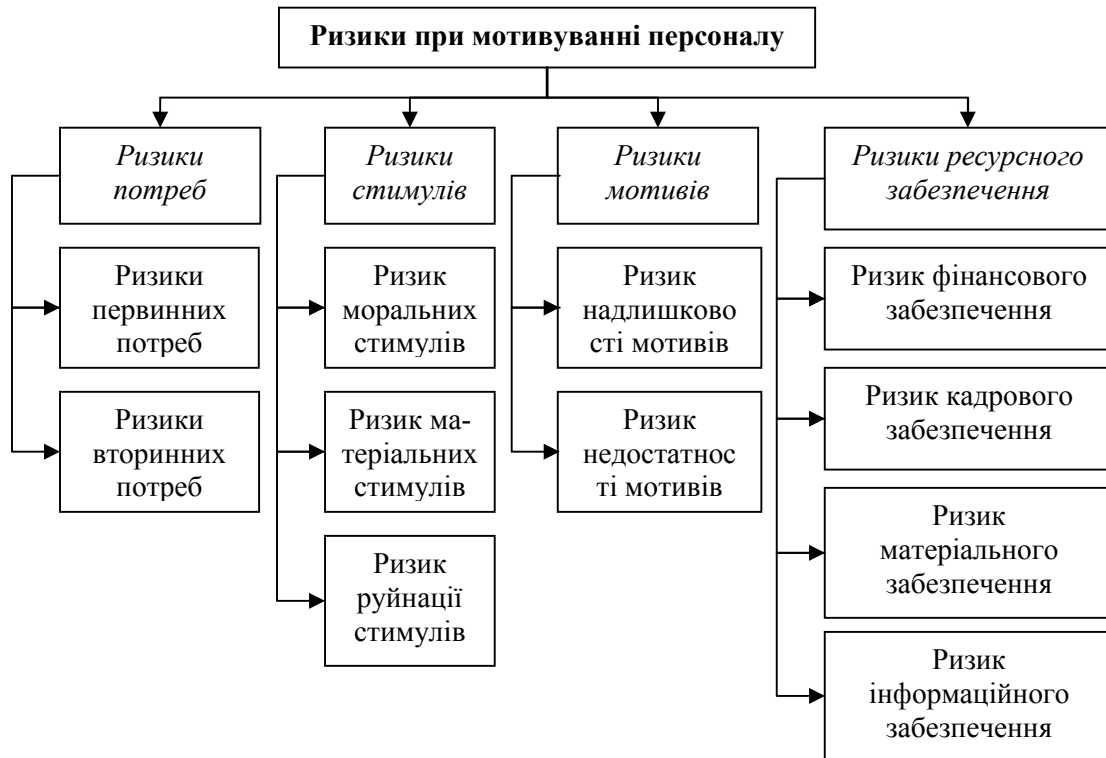 Ризики при мотивуванні персоналу
Ризики
потреб
Ризики
стимулів
Ризики
мотивів
Ризики ресурсного
забезпечення
Ризики
первинних
потреб
Ризик
моральних
стимулів
Ризик
надлишково
сті мотивів
Ризик фінансового
забезпечення
Ризики
вторинних
потреб
Ризик ма-
теріальних
стимулів
Ризик
недостатнос
ті мотивів
Ризик кадрового
забезпечення
Ризик
руйнації
стимулів
Ризик
матеріального
забезпечення
Ризик
інформаційного
забезпечення